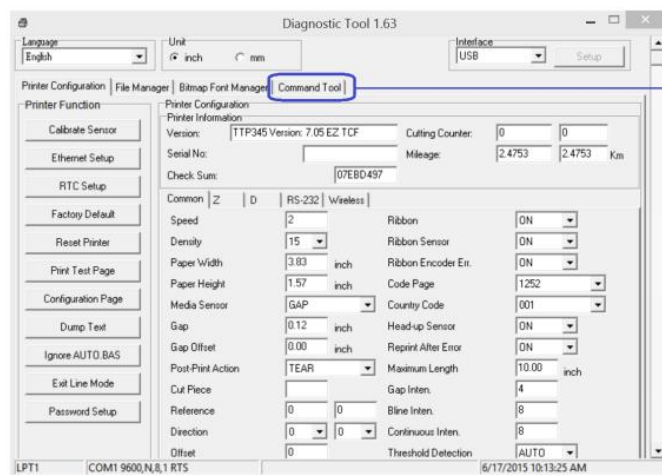 Diagnostic Tool 1.63
Language
English
Unit
inch
mm
Interface
USB
Setup
Printer Configuration File Manager Bitmap Font Manager Command Tool
Printer Function
Calibrate Sensor
Ethernet Setup
RTC Setup
Factory Default
Reset Printer
Print Test Page
Configuration Page
Dump Text
Ignore AUTO.BAS
Exit Line Mode
Password Setup
Printer Configuration
Printer Information
Version: TTP345 Version: 7.05 EZ TCF Cutting Counter: 0 0
Serial No: Mileage: 2.4753 2.4753 Km
Check Sum: 07EBD497
Common Z D RS-232 Wireless
Speed 2 Ribbon ON
Density 15 Ribbon Sensor ON
Paper Width 3.83 inch Ribbon Encoder Err. ON
Paper Height 1.57 inch Code Page 1252
Media Sensor GAP Country Code 001
Gap 0.12 inch Head-up Sensor ON
Gap Offset 0.00 inch Reprint After Error ON
Post-Print Action TEAR Maximum Length 10.00 inch
Cut Piece Gap Inten. 4
Reference 0 0 Bline Inten. 8
Direction 0 0 Continuous Inten. 8
Offset 0 Threshold Detection AUTO
LPT1 COM1 9600,N,8,1 RTS 6/17/2015 10:13:25 AM